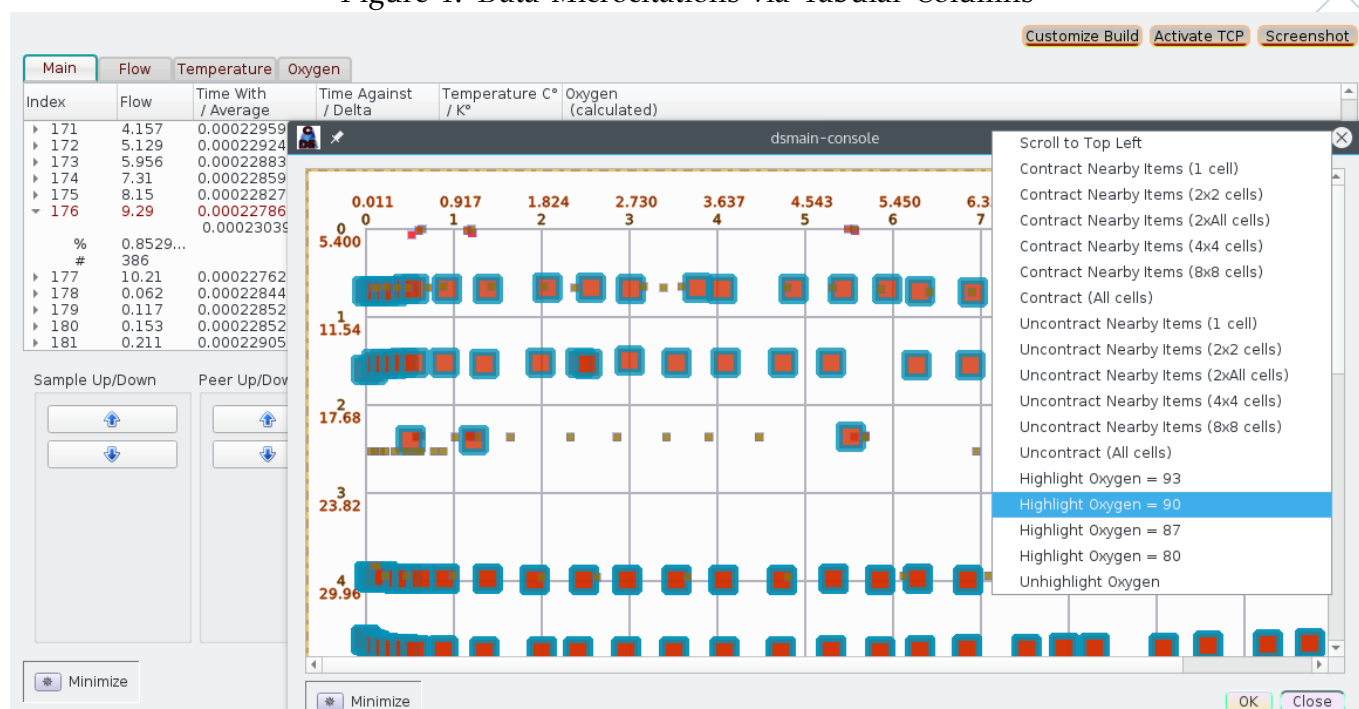 Figure 1: Data Microcitations via Tabular Columns
Customize Build Activate TCP Screenshot
Main Flow Temperature Oxygen
Index Flow Time With / Average Time Against / Delta Temperature C° / K° Oxygen (calculated)
171 4.157 0.00022959
172 5.129 0.00022924
173 5.956 0.00022883
174 7.31 0.00022859
175 8.15 0.00022827
176 9.29 0.00022786
0.00023039
% 0.8529...
# 386
177 10.21 0.00022762
178 0.062 0.00022844
179 0.117 0.00022852
180 0.153 0.00022852
181 0.211 0.00022905
Sample Up/Down Peer Up/Dow
Minimize
dsmain-console
0.011 0.917 1.824 2.730 3.637 4.543 5.450 6.3
0 1 2 3 4 5 6 7
0
5.400
1
11.54
2
17.68
3
23.82
4
29.96
Scroll to Top Left
Contract Nearby Items (1 cell)
Contract Nearby Items (2x2 cells)
Contract Nearby Items (2xAll cells)
Contract Nearby Items (4x4 cells)
Contract Nearby Items (8x8 cells)
Contract (All cells)
Uncontract Nearby Items (1 cell)
Uncontract Nearby Items (2x2 cells)
Uncontract Nearby Items (2xAll cells)
Uncontract Nearby Items (4x4 cells)
Uncontract Nearby Items (8x8 cells)
Uncontract (All cells)
Highlight Oxygen = 93
Highlight Oxygen = 90
Highlight Oxygen = 87
Highlight Oxygen = 80
Unhighlight Oxygen
Minimize
OK Close